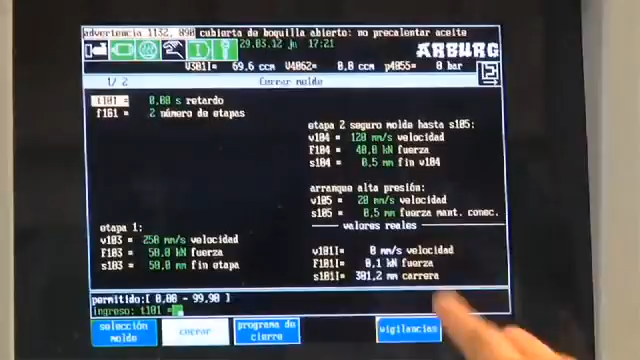 advertencia 1132, 890 cubierta de boquilla abierto: no precalentar aceite
29.03.12 ju 17:21
ARBURG
V301I= 69,6 ccm V4062= 0,0 ccm p4055= 0 bar
1/ 2 Cerrar molde
t101 = 0,00 s retardo
f161 = 2 número de etapas
etapa 2 seguro molde hasta s105:
v104 = 120 mm/s velocidad
f104 = 40,0 kN fuerza
s104 = 0,5 mm fin v104
arranque alta presión:
v105 = 20 mm/s velocidad
s105 = 0,5 mm fuerza mant. conec.
etapa 1:
v103 = 250 mm/s velocidad
f103 = 50,0 kN fuerza
s103 = 50,0 mm fin etapa
valores reales
v101I= 0 mm/s velocidad
f101I= 0,1 kN fuerza
s101I= 301,2 mm carrera
permitido:[ 0,00 - 99,90 ]
ingreso: t101 =
selección molde
cerrar
programa de cierre
vigilancias